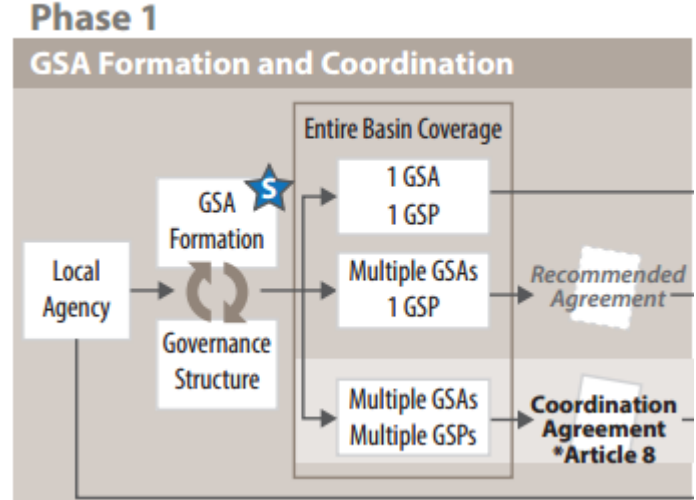 Phase 1
GSA Formation and Coordination
Entire Basin Coverage
GSA
Formation
S
Local
Agency
Governance
Structure
1 GSA
1 GSP
Multiple GSAs
1 GSP
Recommended
Agreement
Multiple GSAs
Multiple GSPs
Coordination
Agreement
*Article 8